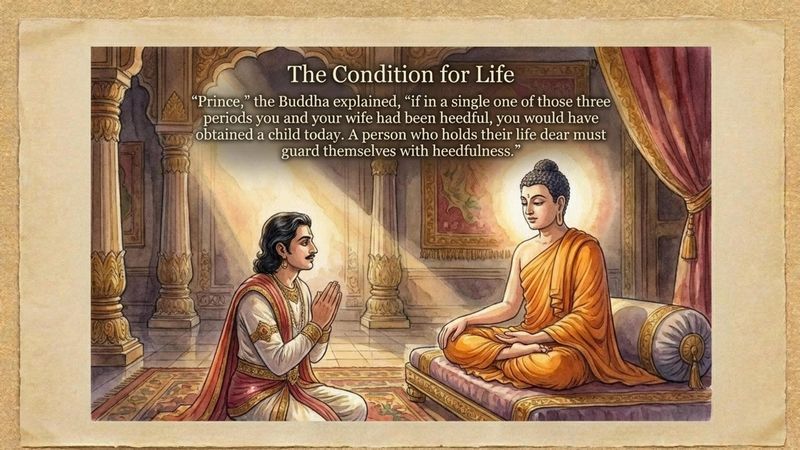 The Condition for Life
“Prince,” the Buddha explained, “if in a single one of those three
periods you and your wife had been heedful, you would have
obtained a child today. A person who holds their life dear must
guard themselves with heedfulness.”